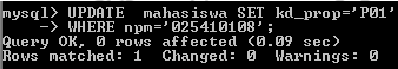 mysql> UPDATE  mahasiswa SET kd_prop='P01'
    -> WHERE npm='025410108';
Query OK, 0 rows affected (0.09 sec)
Rows matched: 1  Changed: 0  Warnings: 0